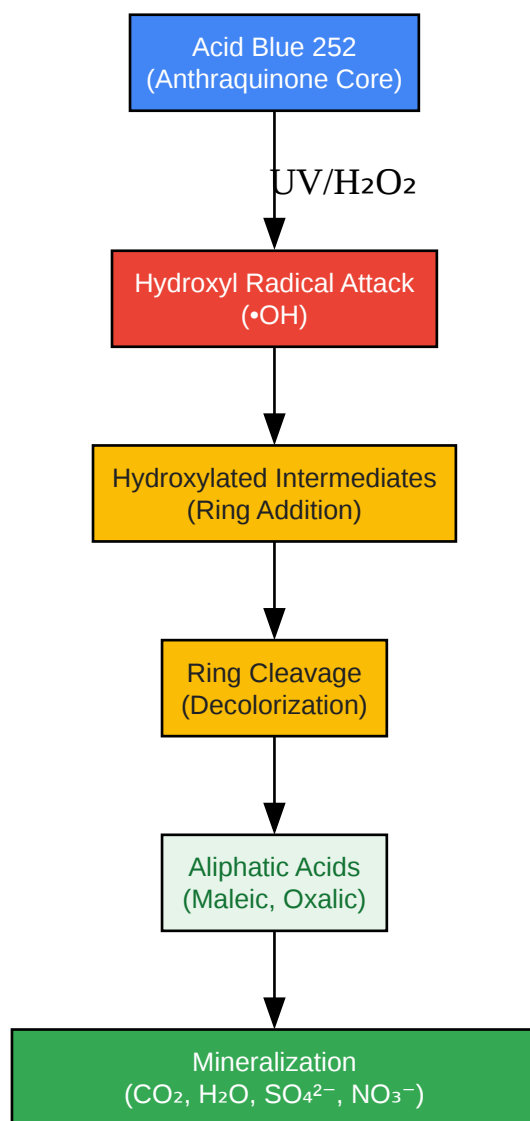 Acid Blue 252
(Anthraquinone Core)
UV/H₂O₂
Hydroxyl Radical Attack
(•OH)
Hydroxylated Intermediates
(Ring Addition)
Ring Cleavage
(Decolorization)
Aliphatic Acids
(Maleic, Oxalic)
Mineralization
(CO₂, H₂O, SO₄²⁻, NO₃⁻)